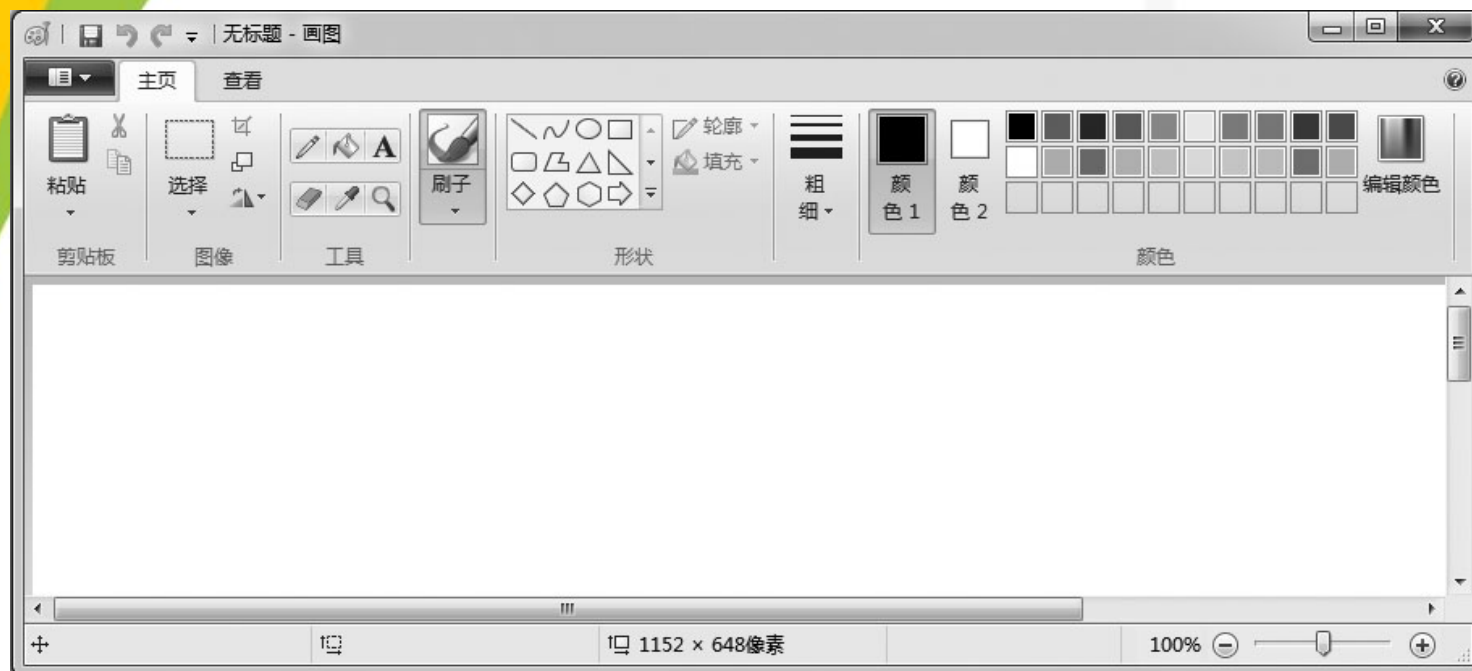 无标题 - 画图
主页 查看
粘贴
剪贴板
选择
图像
A
工具
刷子
轮廓
填充
形状
粗
细
颜
色 1
颜
色 2
编辑颜色
颜色
1152 × 648像素
100%